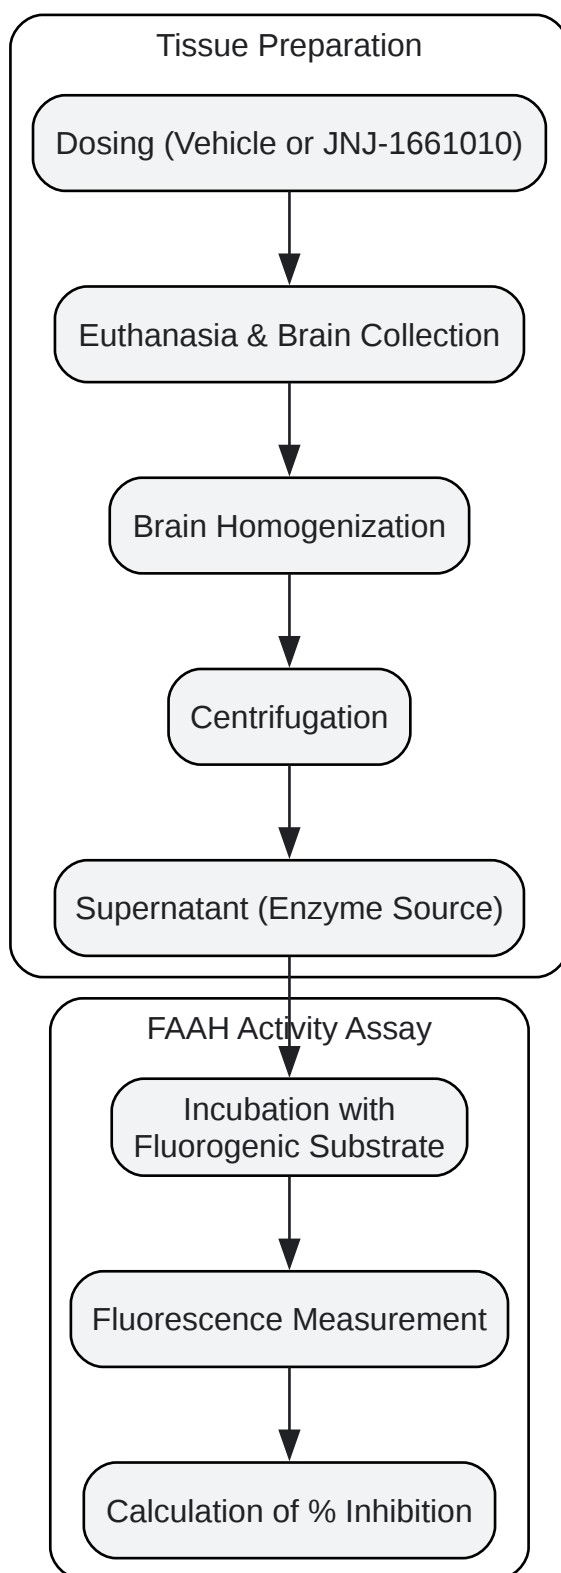 Tissue Preparation
Dosing (Vehicle or JNJ-1661010)
Euthanasia & Brain Collection
Brain Homogenization
Centrifugation
Supernatant (Enzyme Source)
FAAH Activity Assay
Incubation with
Fluorogenic Substrate
Fluorescence Measurement
Calculation of % Inhibition